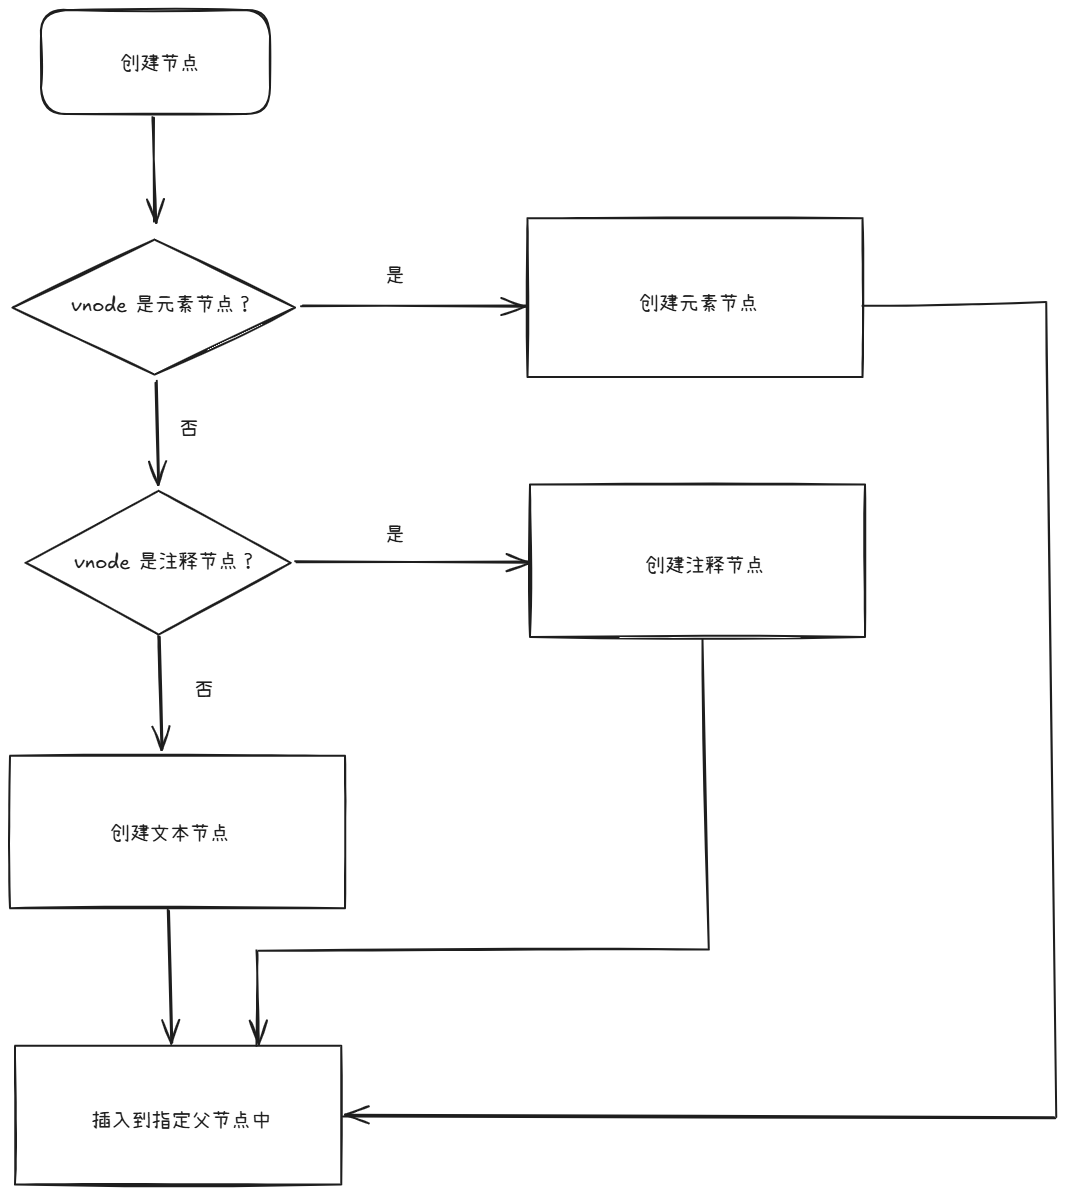 创建节点
vnode 是元素节点？
是
创建元素节点
否
vnode 是注释节点？
是
创建注释节点
否
创建文本节点
插入到指定父节点中